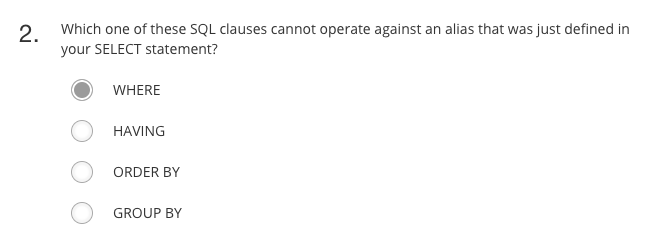 2. Which one of these SQL clauses cannot operate against an alias that was just defined in
your SELECT statement?
WHERE
HAVING
ORDER BY
GROUP BY